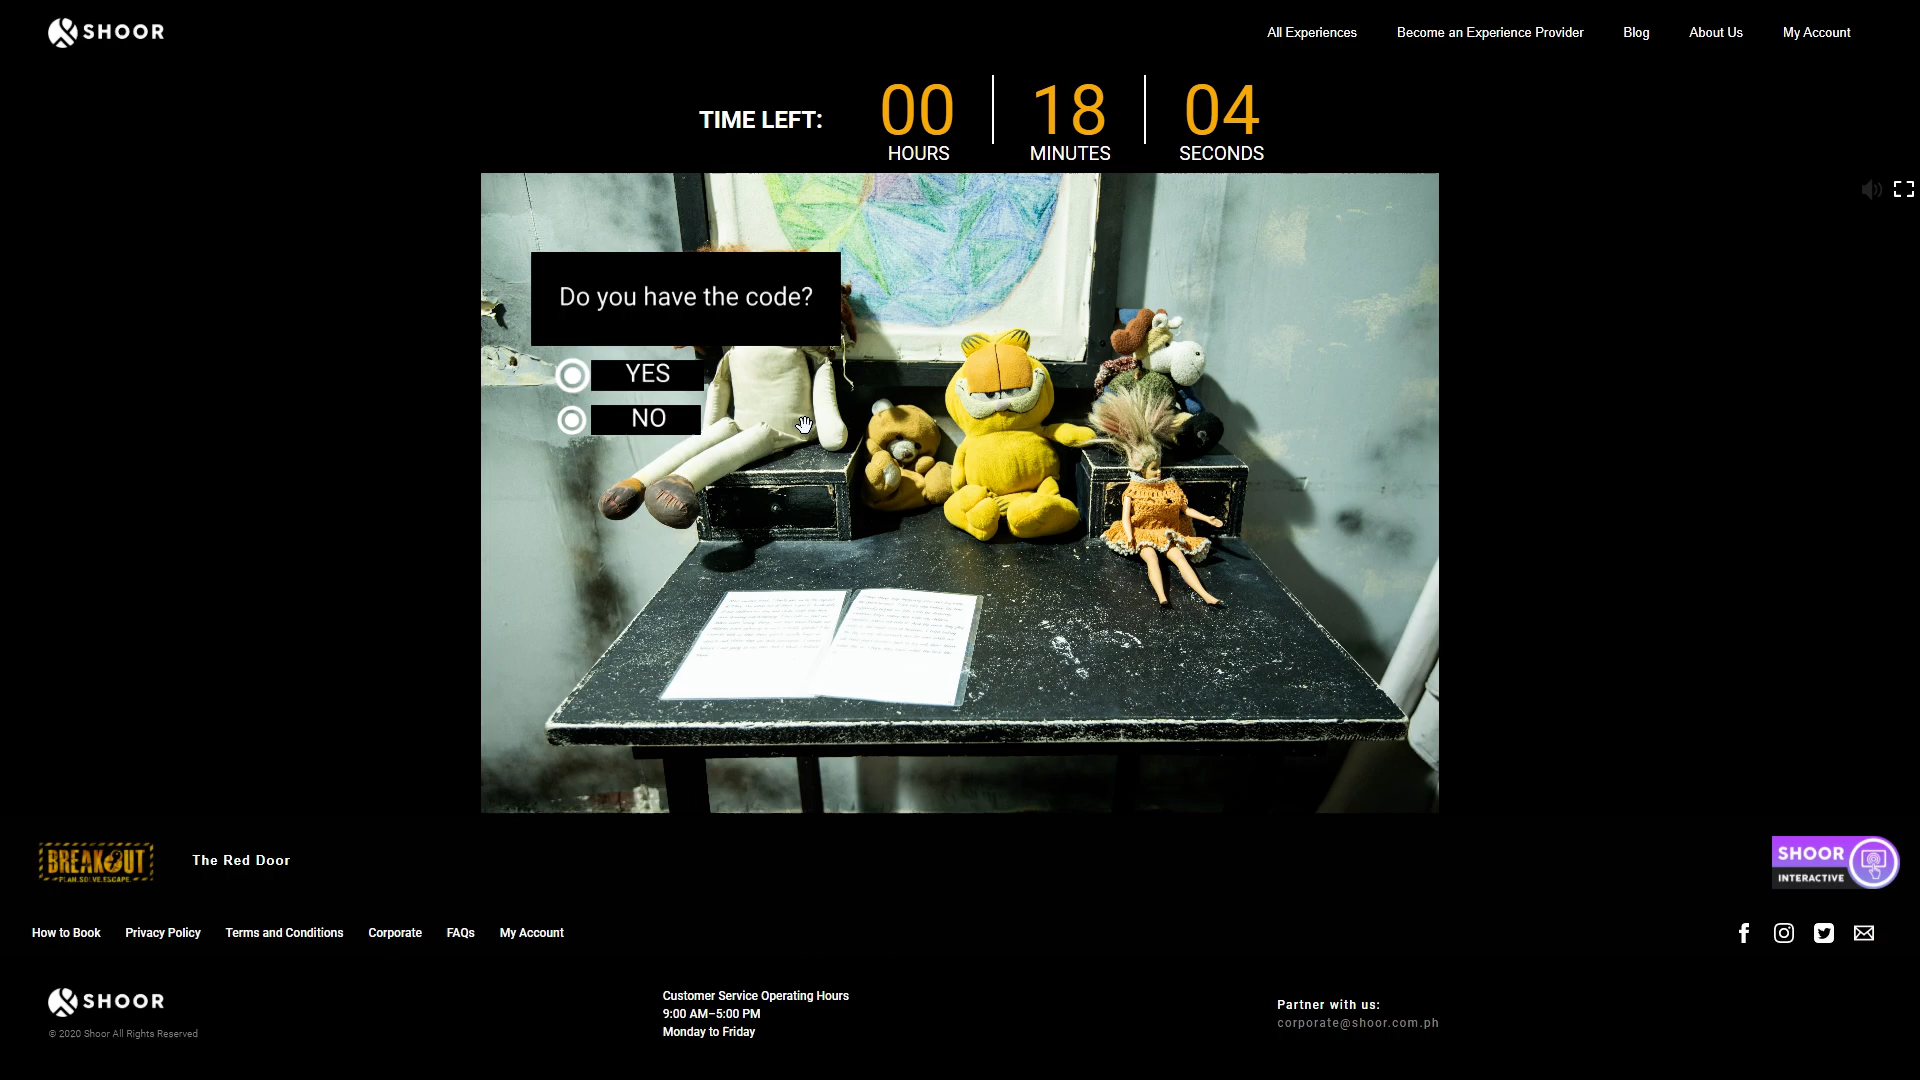 SHOOR
All Experiences
Become an Experience Provider
Blog
About Us
My Account
TIME LEFT:
00
18
04
HOURS
MINUTES
SECONDS
Do you have the code?
YES
NO
BREAKOUT
PLAN.SOLVE.ESCAPE.
The Red Door
SHOOR
INTERACTIVE
How to Book
Privacy Policy
Terms and Conditions
Corporate
FAQs
My Account
SHOOR
© 2020 Shoor All Rights Reserved
Customer Service Operating Hours
9:00 AM–5:00 PM
Monday to Friday
Partner with us:
corporate@shoor.com.ph